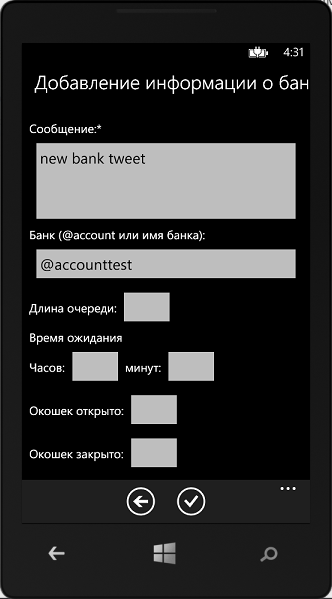 4:31
Добавление информации о бан
Сообщение:*
new bank tweet
Банк (@account или имя банка):
@accounttest
Длина очереди:
Время ожидания
Часов: минут:
Окошек открыто:
Окошек закрыто: